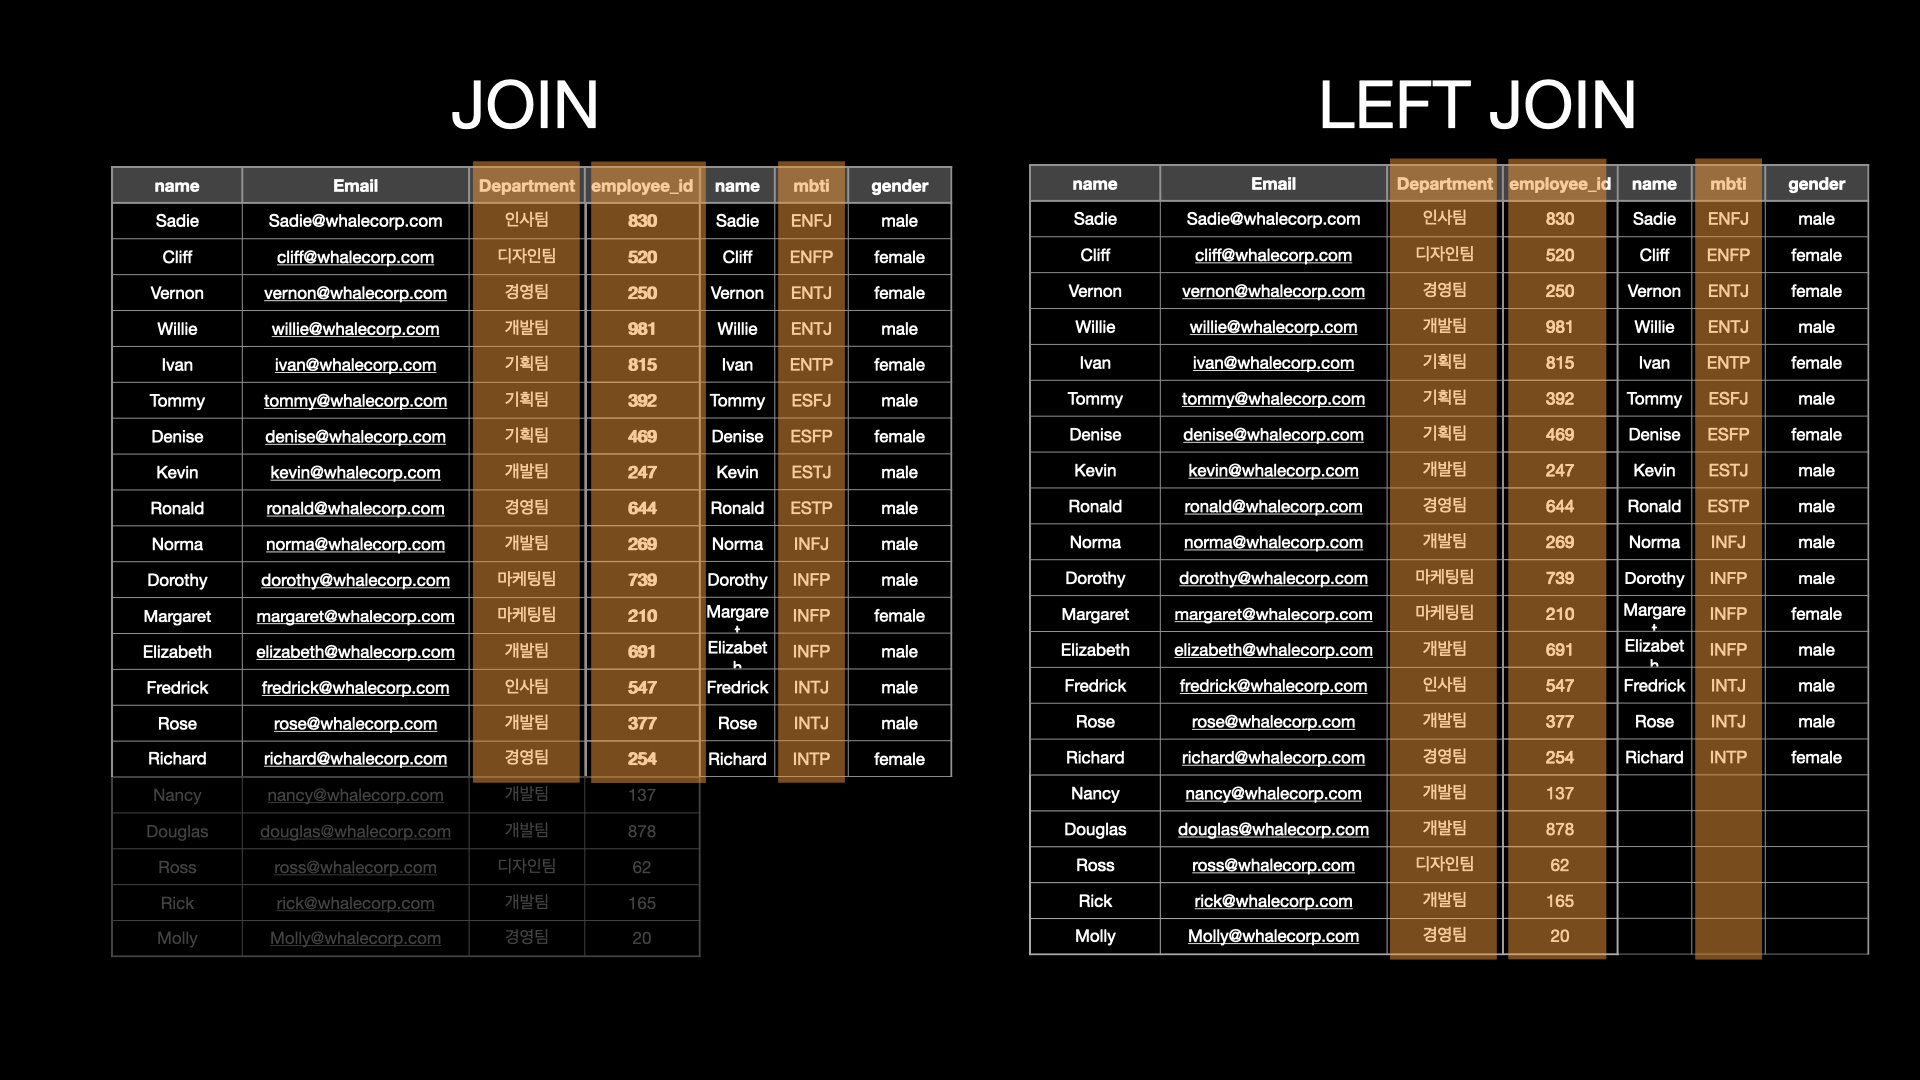 JOIN
name Email Department employee_id name mbti gender
Sadie Sadie@whalecorp.com 인사팀 830 Sadie ENFJ male
Cliff cliff@whalecorp.com 디자인팀 520 Cliff ENFP female
Vernon vernon@whalecorp.com 경영팀 250 Vernon ENTJ female
Willie willie@whalecorp.com 개발팀 981 Willie ENTJ male
Ivan ivan@whalecorp.com 기획팀 815 Ivan ENTP female
Tommy tommy@whalecorp.com 기획팀 392 Tommy ESFJ male
Denise denise@whalecorp.com 기획팀 469 Denise ESFP female
Kevin kevin@whalecorp.com 개발팀 247 Kevin ESTJ male
Ronald ronald@whalecorp.com 경영팀 644 Ronald ESTP male
Norma norma@whalecorp.com 개발팀 269 Norma INFJ male
Dorothy dorothy@whalecorp.com 마케팅팀 739 Dorothy INFP male
Margaret margaret@whalecorp.com 마케팅팀 210 Margaret INFP female
Elizabeth elizabeth@whalecorp.com 개발팀 691 Elizabeth INFP male
Fredrick fredrick@whalecorp.com 인사팀 547 Fredrick INTJ male
Rose rose@whalecorp.com 개발팀 377 Rose INTJ male
Richard richard@whalecorp.com 경영팀 254 Richard INTP female
Nancy nancy@whalecorp.com 개발팀 137
Douglas douglas@whalecorp.com 개발팀 878
Ross ross@whalecorp.com 디자인팀 62
Rick rick@whalecorp.com 개발팀 165
Molly Molly@whalecorp.com 경영팀 20
LEFT JOIN
name Email Department employee_id name mbti gender
Sadie Sadie@whalecorp.com 인사팀 830 Sadie ENFJ male
Cliff cliff@whalecorp.com 디자인팀 520 Cliff ENFP female
Vernon vernon@whalecorp.com 경영팀 250 Vernon ENTJ female
Willie willie@whalecorp.com 개발팀 981 Willie ENTJ male
Ivan ivan@whalecorp.com 기획팀 815 Ivan ENTP female
Tommy tommy@whalecorp.com 기획팀 392 Tommy ESFJ male
Denise denise@whalecorp.com 기획팀 469 Denise ESFP female
Kevin kevin@whalecorp.com 개발팀 247 Kevin ESTJ male
Ronald ronald@whalecorp.com 경영팀 644 Ronald ESTP male
Norma norma@whalecorp.com 개발팀 269 Norma INFJ male
Dorothy dorothy@whalecorp.com 마케팅팀 739 Dorothy INFP male
Margaret margaret@whalecorp.com 마케팅팀 210 Margaret INFP female
Elizabeth elizabeth@whalecorp.com 개발팀 691 Elizabeth INFP male
Fredrick fredrick@whalecorp.com 인사팀 547 Fredrick INTJ male
Rose rose@whalecorp.com 개발팀 377 Rose INTJ male
Richard richard@whalecorp.com 경영팀 254 Richard INTP female
Nancy nancy@whalecorp.com 개발팀 137
Douglas douglas@whalecorp.com 개발팀 878
Ross ross@whalecorp.com 디자인팀 62
Rick rick@whalecorp.com 개발팀 165
Molly Molly@whalecorp.com 경영팀 20